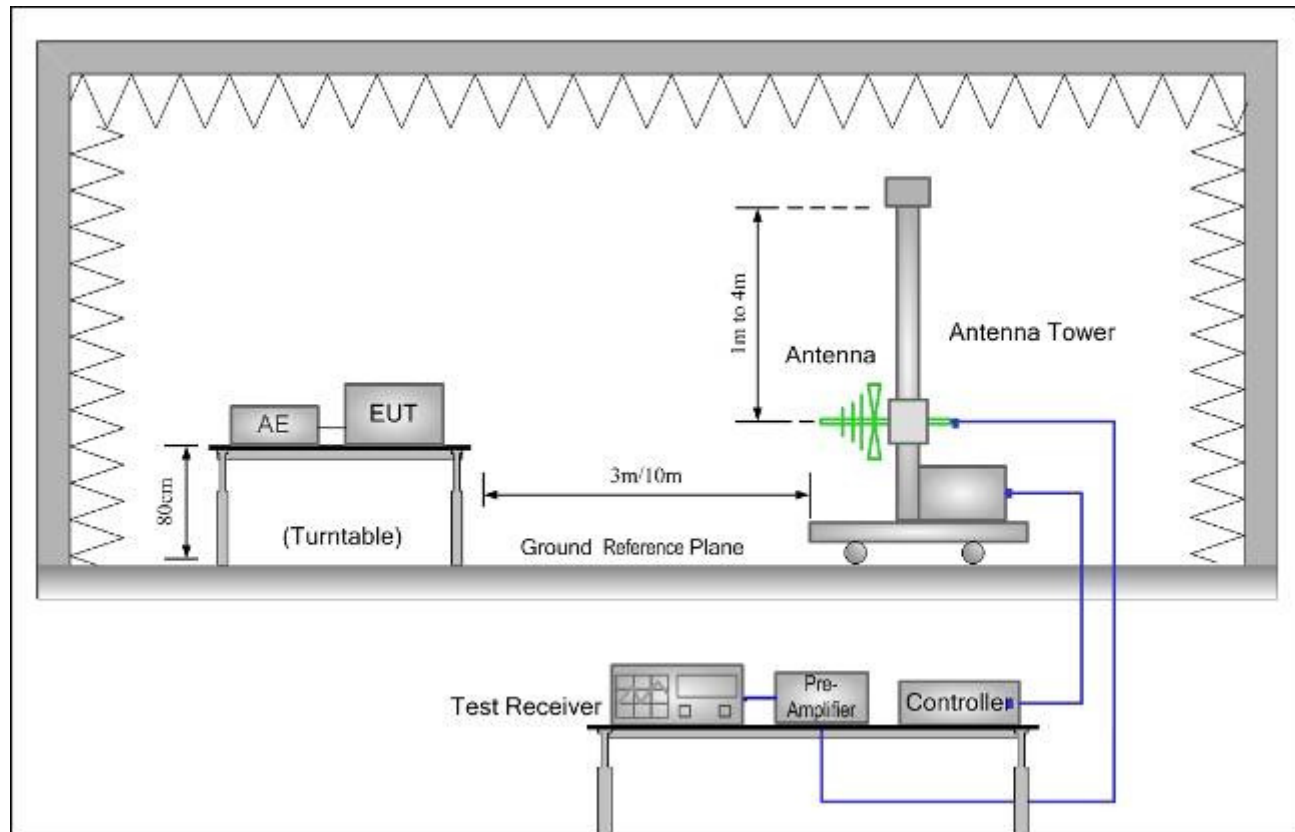 1m to 4m
Antenna Tower
Antenna
AE
EUT
80cm
3m/10m
(Turntable)
Ground Reference Plane
Test Receiver
Pre-
Amplifier
Controller